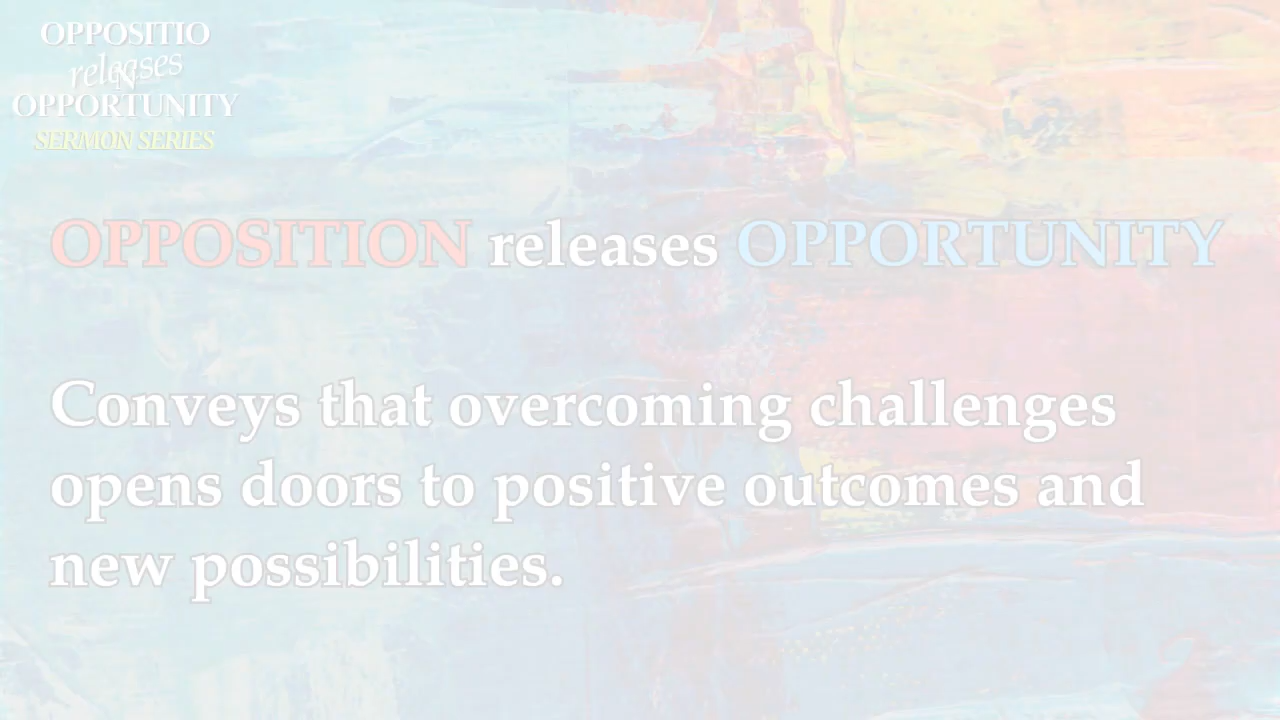 OPPOSITIO
releases
N
OPPORTUNITY
SERMON SERIES
OPPOSITION releases OPPORTUNITY
Conveys that overcoming challenges
opens doors to positive outcomes and
new possibilities.